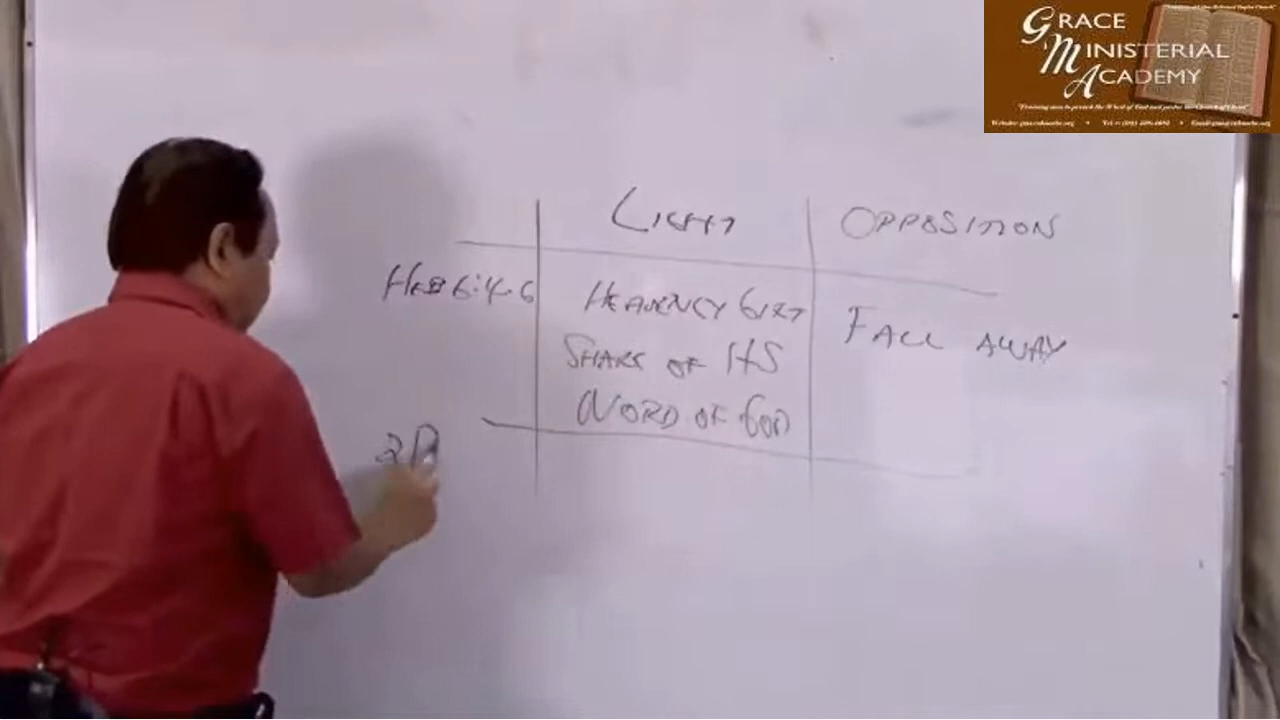 GRACE
MINISTERIAL
ACADEMY
LIGHT OPPOSITION
HEB 6:4-6 HEAVENLY GIFT FALL AWAY
SHARE OF HS
WORD OF GOD
2 P